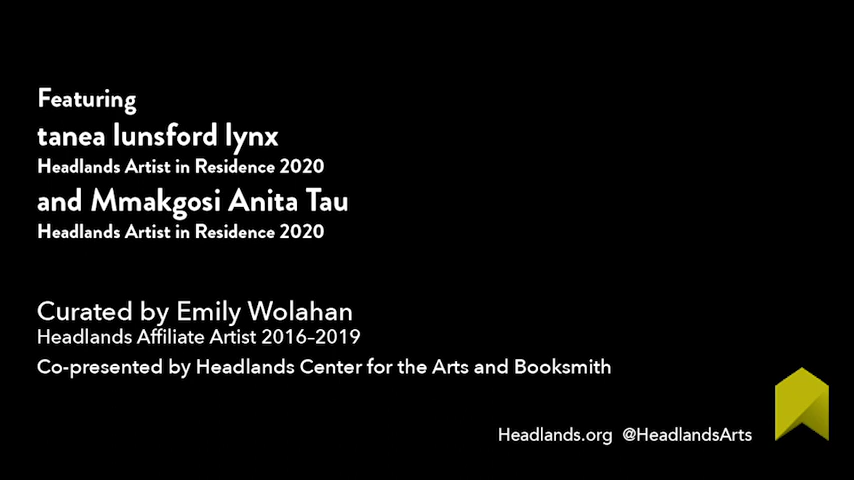 Featuring
tanea lunsford lynx
Headlands Artist in Residence 2020
and Mmakgosi Anita Tau
Headlands Artist in Residence 2020
Curated by Emily Wolahan
Headlands Affiliate Artist 2016–2019
Co-presented by Headlands Center for the Arts and Booksmith
Headlands.org @HeadlandsArts